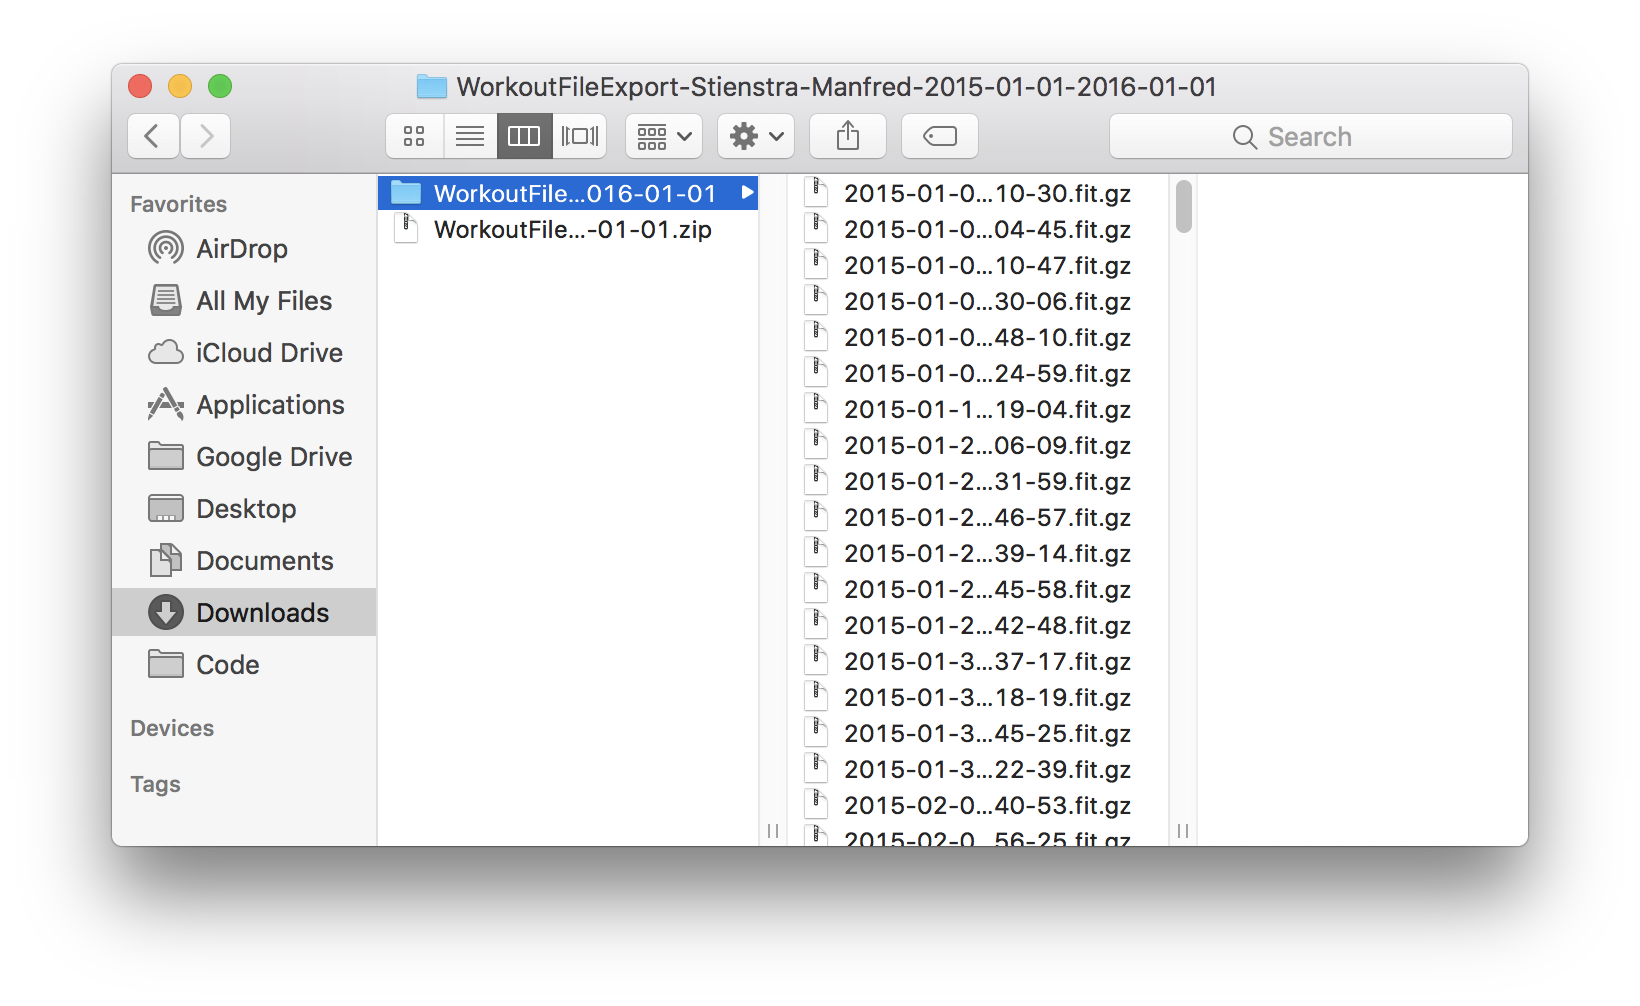 WorkoutFileExport-Stienstra-Manfred-2015-01-01-2016-01-01
Search
Favorites
AirDrop
All My Files
iCloud Drive
Applications
Google Drive
Desktop
Documents
Downloads
Code
Devices
Tags
WorkoutFile...016-01-01
WorkoutFile...-01-01.zip
2015-01-0...10-30.fit.gz
2015-01-0...04-45.fit.gz
2015-01-0...10-47.fit.gz
2015-01-0...30-06.fit.gz
2015-01-0...48-10.fit.gz
2015-01-0...24-59.fit.gz
2015-01-1...19-04.fit.gz
2015-01-2...06-09.fit.gz
2015-01-2...31-59.fit.gz
2015-01-2...46-57.fit.gz
2015-01-2...39-14.fit.gz
2015-01-2...45-58.fit.gz
2015-01-2...42-48.fit.gz
2015-01-3...37-17.fit.gz
2015-01-3...18-19.fit.gz
2015-01-3...45-25.fit.gz
2015-01-3...22-39.fit.gz
2015-02-0...40-53.fit.gz
2015-02-0...56-25.fit.gz